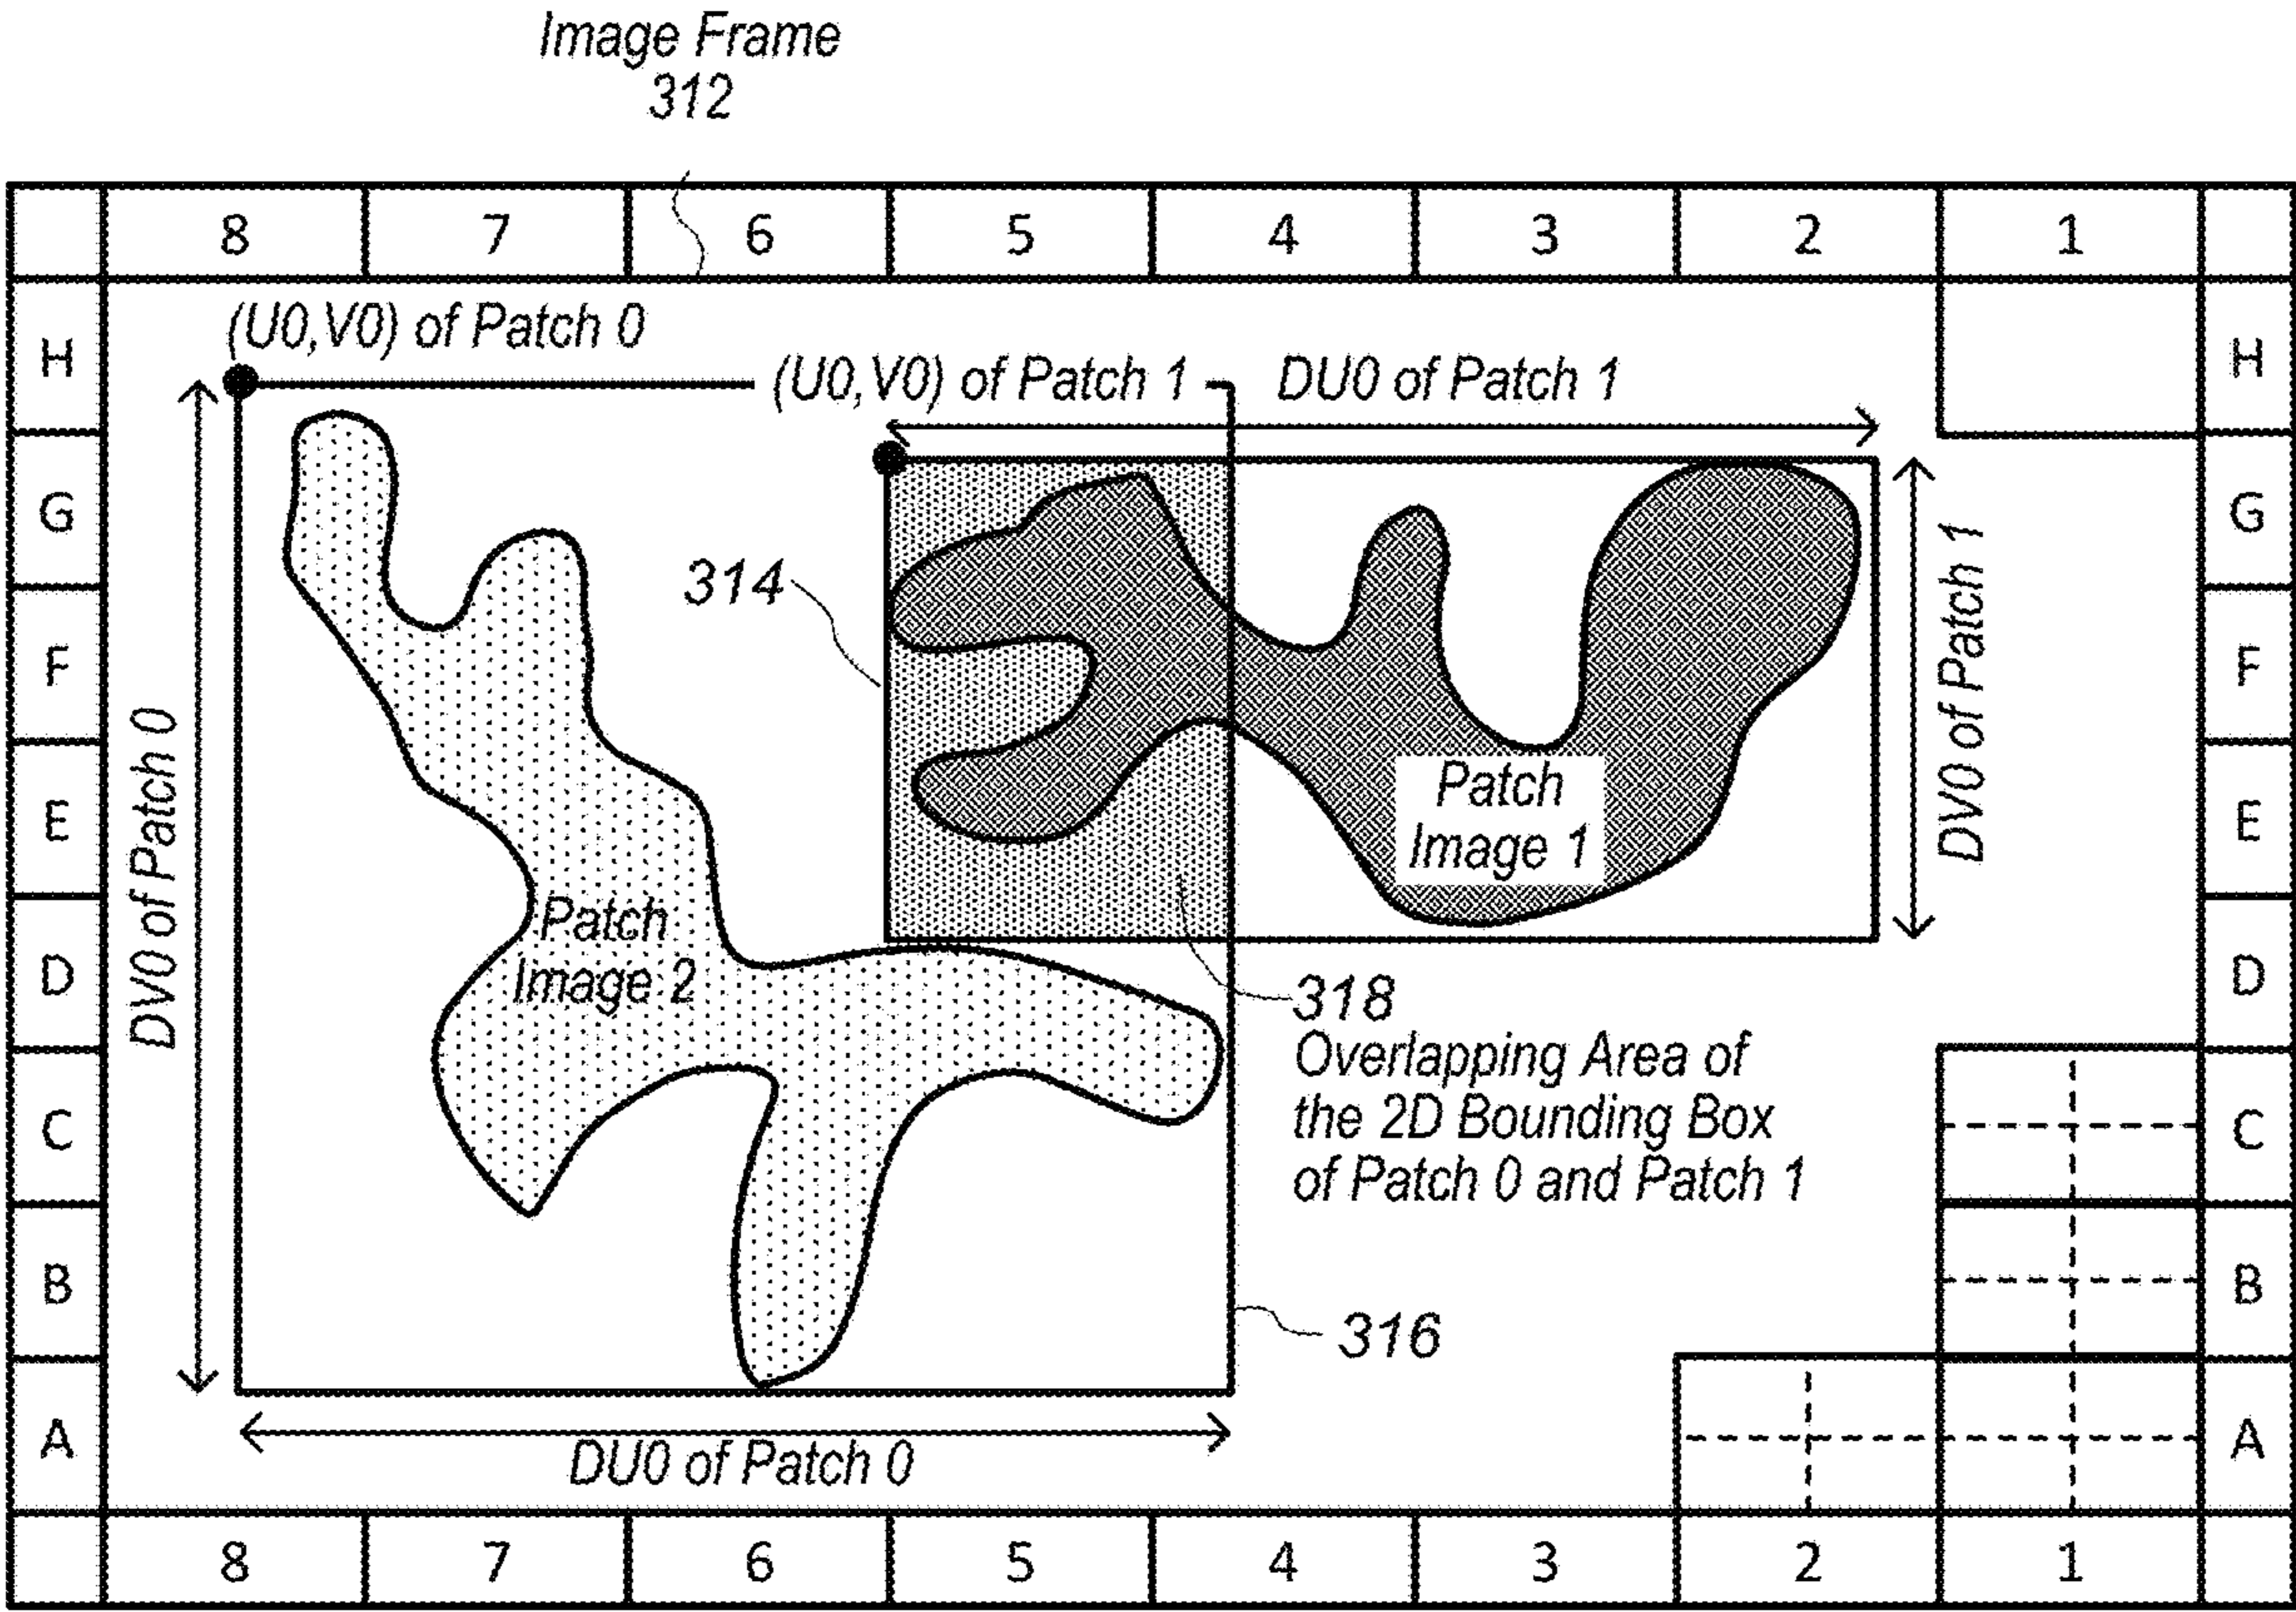 Image Frame
312
8 7 6 5 4 3 2 1
H H
(U0,V0) of Patch 0
(U0,V0) of Patch 1
DU0 of Patch 1
G G
314
DV0 of Patch 1
F F
DV0 of Patch 0
E E
Patch
Image 1
Patch
Image 2
D D
318
Overlapping Area of
the 2D Bounding Box
of Patch 0 and Patch 1
C C
B B
316
A A
DU0 of Patch 0
8 7 6 5 4 3 2 1